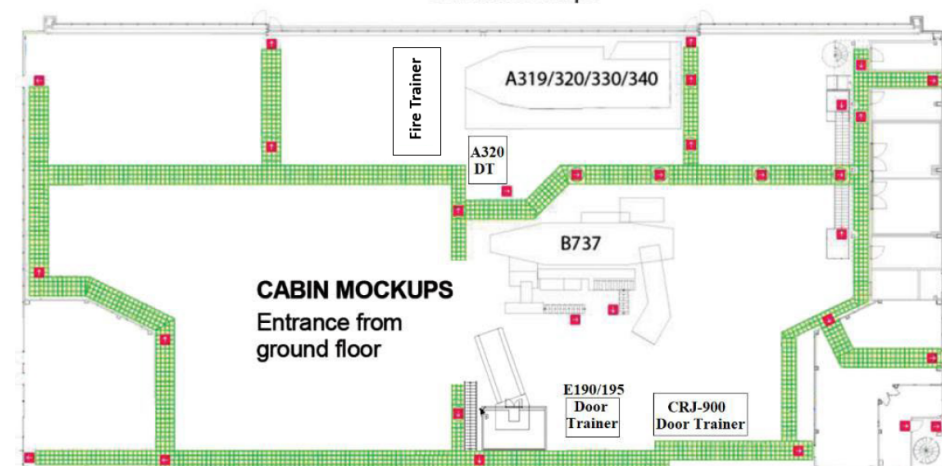 Fire Trainer
A319/320/330/340
A320
DT
B737
CABIN MOCKUPS
Entrance from
ground floor
E190/195
Door
Trainer
CRJ-900
Door Trainer